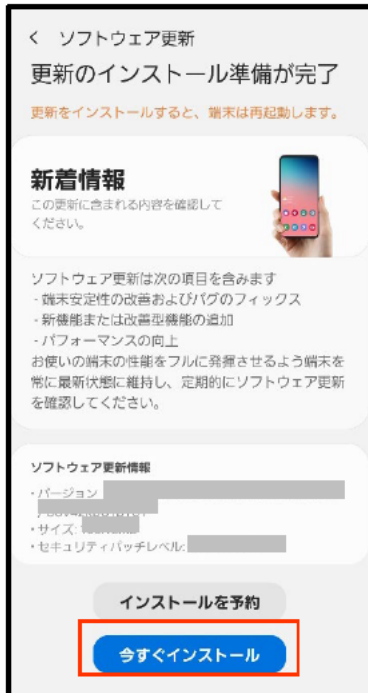 < ソフトウェア更新
更新のインストール準備が完了
更新をインストールすると、端末は再起動します。
新着情報
この更新に含まれる内容を確認して
ください。
ソフトウェア更新は次の項目を含みます
- 端末安定性の改善およびバグのフィックス
- 新機能または改善型機能の追加
- パフォーマンスの向上
お使いの端末の性能をフルに発揮させるよう端末を
常に最新状態に維持し、定期的にソフトウェア更新
を確認してください。
ソフトウェア更新情報
・バージョン:
・サイズ:
・セキュリティパッチレベル:
インストールを予約
今すぐインストール